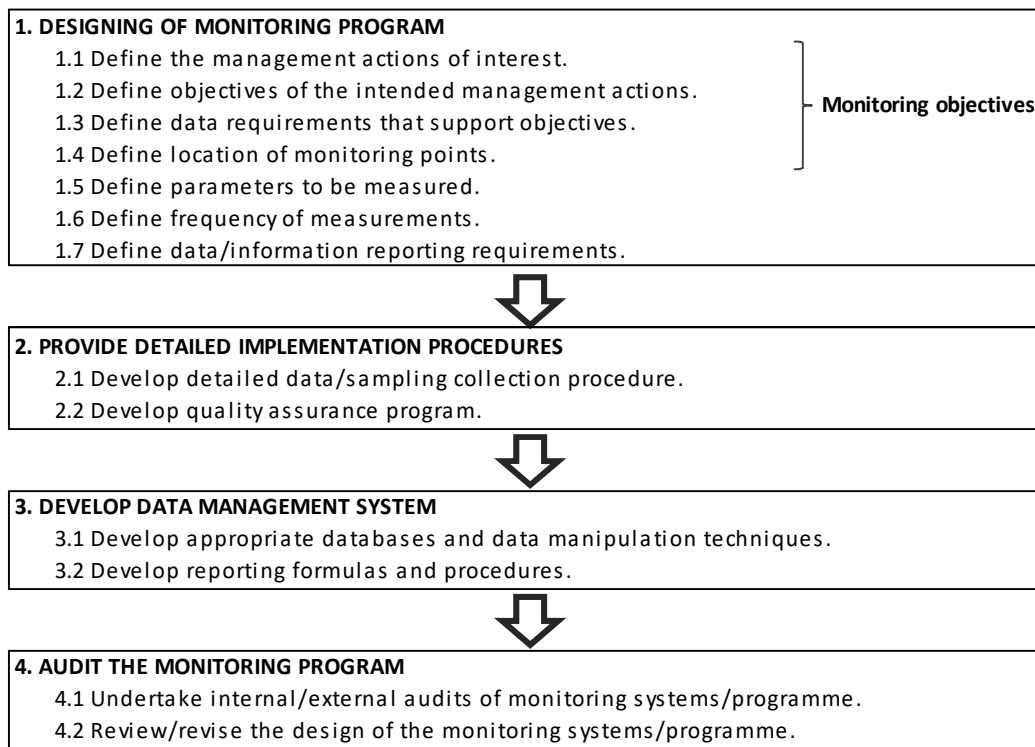 1. DESIGNING OF MONITORING PROGRAM
1.1 Define the management actions of interest.
1.2 Define objectives of the intended management actions.
1.3 Define data requirements that support objectives.
1.4 Define location of monitoring points.
Monitoring objectives
1.5 Define parameters to be measured.
1.6 Define frequency of measurements.
1.7 Define data/information reporting requirements.
2. PROVIDE DETAILED IMPLEMENTATION PROCEDURES
2.1 Develop detailed data/sampling collection procedure.
2.2 Develop quality assurance program.
3. DEVELOP DATA MANAGEMENT SYSTEM
3.1 Develop appropriate databases and data manipulation techniques.
3.2 Develop reporting formulas and procedures.
4. AUDIT THE MONITORING PROGRAM
4.1 Undertake internal/external audits of monitoring systems/programme.
4.2 Review/revise the design of the monitoring systems/programme.